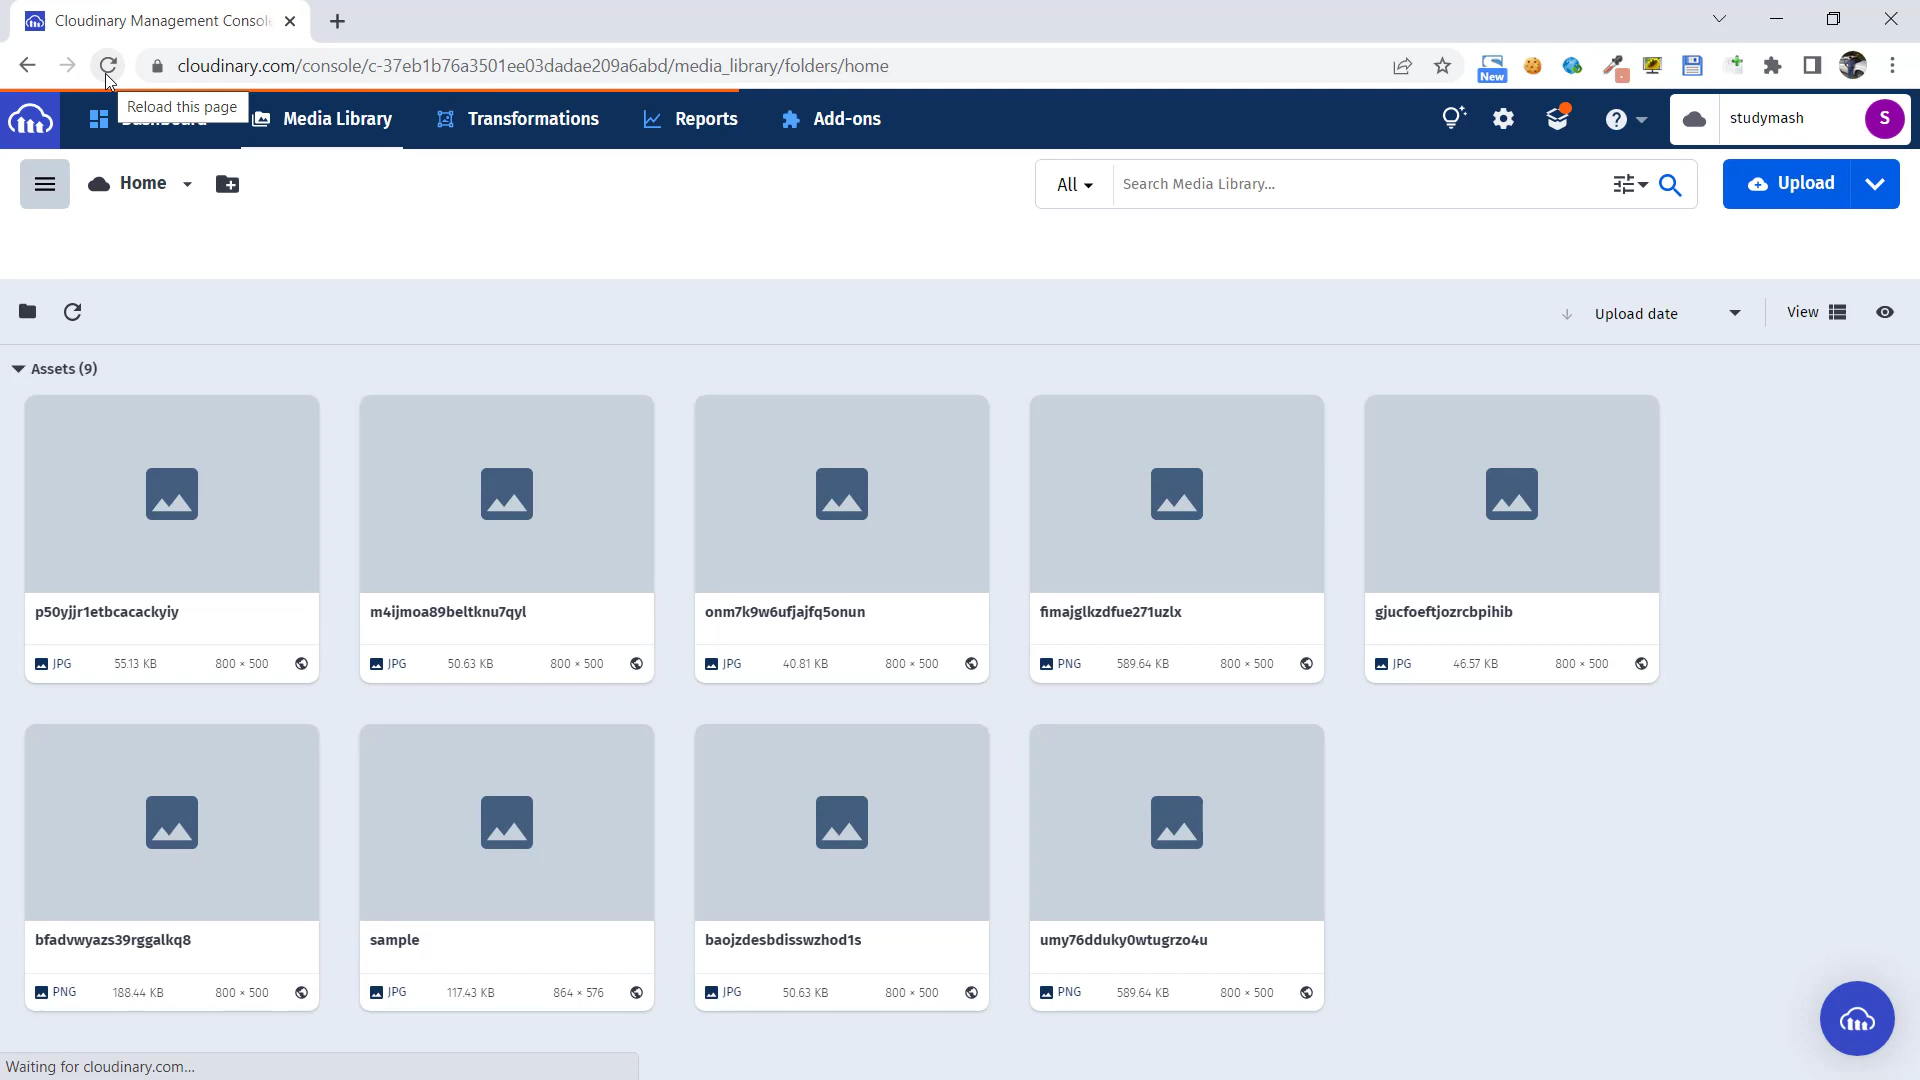 Cloudinary Management Console
cloudinary.com/console/c-37eb1b76a3501ee03dadae209a6abd/media_library/folders/home
New
Reload this page
Dashboard
Media Library
Transformations
Reports
Add-ons
studymash
S
Home
All
Search Media Library...
Upload
Upload date
View
Assets (9)
p50yjjr1etbcacackyiy
m4ijmoa89beltknu7qyl
onm7k9w6ufjajfq5onun
fimajglkzdfue271uzlx
gjucfoeftjozrcbpihib
JPG 55.13 KB 800 × 500
JPG 50.63 KB 800 × 500
JPG 40.81 KB 800 × 500
PNG 589.64 KB 800 × 500
JPG 46.57 KB 800 × 500
bfadvwyazs39rggalkq8
sample
baojzdesbdisswzhod1s
umy76dduky0wtugrzo4u
PNG 188.44 KB 800 × 500
JPG 117.43 KB 864 × 576
JPG 50.63 KB 800 × 500
PNG 589.64 KB 800 × 500
Waiting for cloudinary.com...